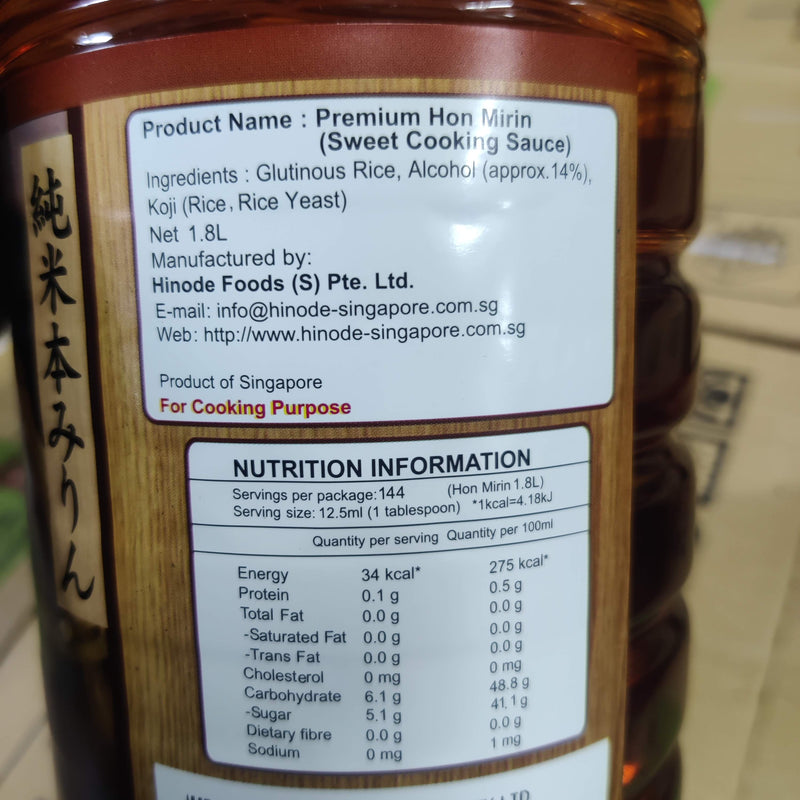 純米本みりん
Product Name : Premium Hon Mirin
(Sweet Cooking Sauce)
Ingredients : Glutinous Rice, Alcohol (approx.14%),
Koji (Rice, Rice Yeast)
Net 1.8L
Manufactured by:
Hinode Foods (S) Pte. Ltd.
E-mail: info@hinode-singapore.com.sg
Web: http://www.hinode-singapore.com.sg
Product of Singapore
For Cooking Purpose
NUTRITION INFORMATION
Servings per package:144 (Hon Mirin 1.8L)
Serving size: 12.5ml (1 tablespoon) *1kcal=4.18kJ
Quantity per serving Quantity per 100ml
Energy 34 kcal* 275 kcal*
Protein 0.1 g 0.5 g
Total Fat 0.0 g 0.0 g
-Saturated Fat 0.0 g 0.0 g
-Trans Fat 0.0 g 0.0 g
Cholesterol 0 mg 0 mg
Carbohydrate 6.1 g 48.8 g
-Sugar 5.1 g 41.1 g
Dietary fibre 0.0 g 0.0 g
Sodium 0 mg 1 mg